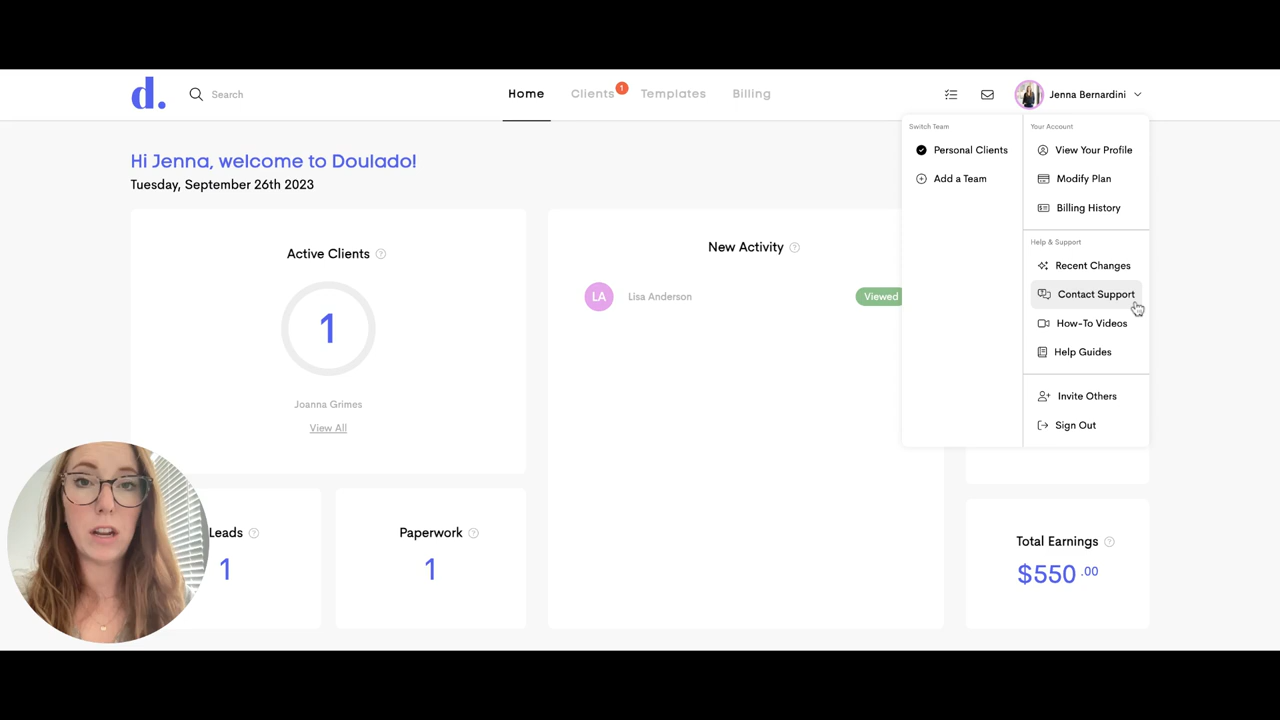 d.
Search
Home
Clients
1
Templates
Billing
Jenna Bernardini
Hi Jenna, welcome to Doulado!
Tuesday, September 26th 2023
Switch Team
Personal Clients
Add a Team
Your Account
View Your Profile
Modify Plan
Billing History
Help & Support
Recent Changes
Contact Support
How-To Videos
Help Guides
Invite Others
Sign Out
Active Clients ?
1
Joanna Grimes
View All
New Activity ?
LA Lisa Anderson Viewed
Leads ?
1
Paperwork ?
1
Total Earnings ?
$550 .00